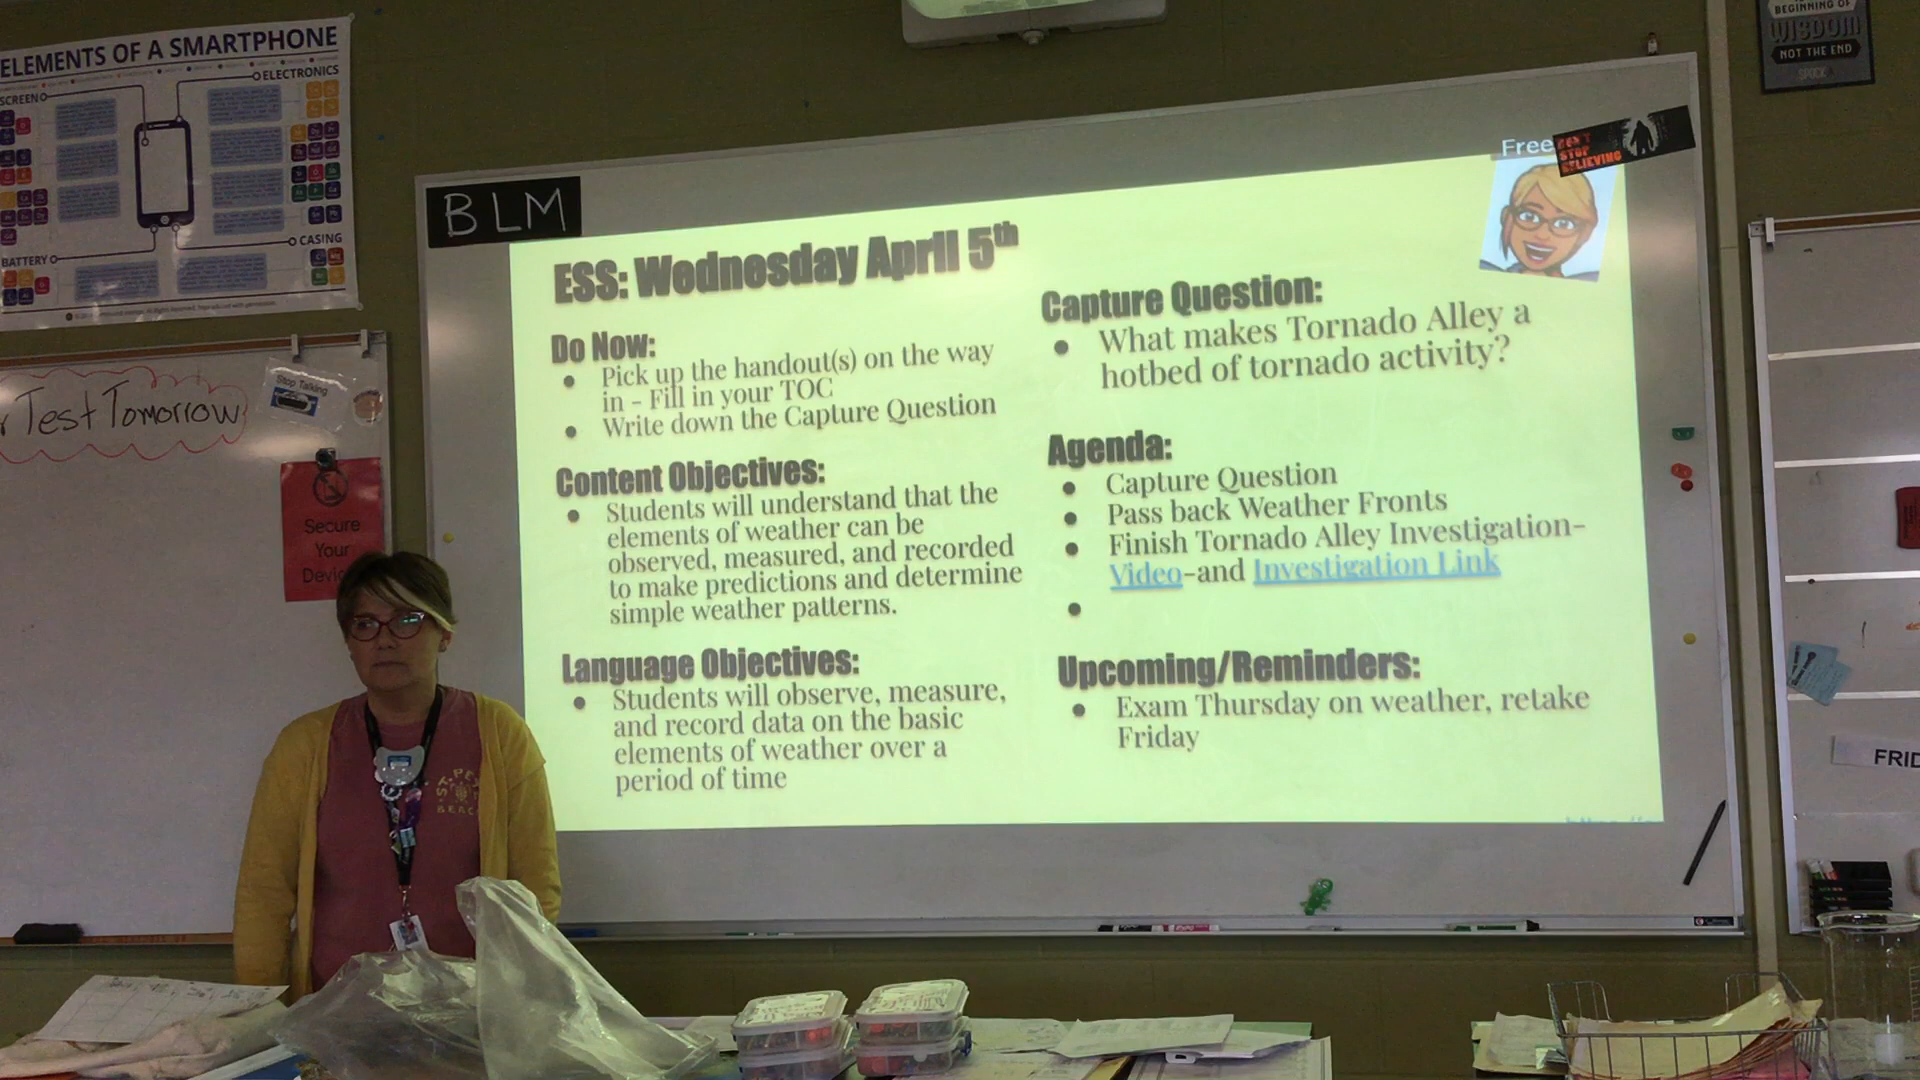 ELEMENTS OF A SMARTPHONE
ELECTRONICS
SCREEN
CASING
BATTERY
Test Tomorrow
Stop Talking
Secure
Your
BLM
BEGINNING OF
WISDOM
NOT THE END
SPOCK
Free
DON'T
STOP
BELIEVING
ESS: Wednesday April 5th
Do Now:
• Pick up the handout(s) on the way
in - Fill in your TOC
• Write down the Capture Question
Content Objectives:
• Students will understand that the
elements of weather can be
observed, measured, and recorded
to make predictions and determine
simple weather patterns.
Language Objectives:
• Students will observe, measure,
and record data on the basic
elements of weather over a
period of time
Capture Question:
• What makes Tornado Alley a
hotbed of tornado activity?
Agenda:
• Capture Question
• Pass back Weather Fronts
• Finish Tornado Alley Investigation-
Video-and Investigation Link
•
Upcoming/Reminders:
• Exam Thursday on weather, retake
Friday
ST. PETE
BEACH
FRID